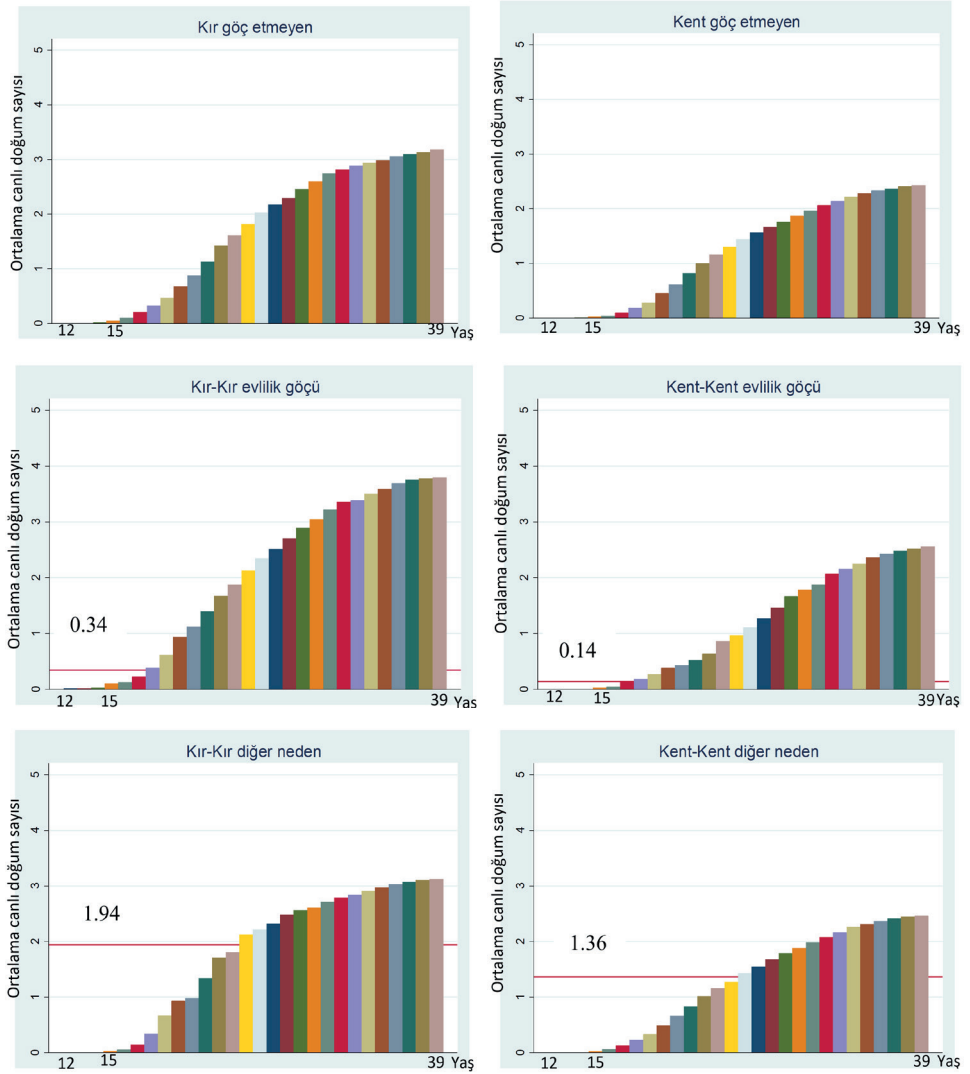 Kır göç etmeyen
Ortalama canlı doğum sayısı
5
4
3
2
1
0
12 15 39 Yaş
Kent göç etmeyen
Ortalama canlı doğum sayısı
5
4
3
2
1
0
12 15 39 Yaş
Kır-Kır evlilik göçü
Ortalama canlı doğum sayısı
5
4
3
2
1
0
0.34
12 15 39 Yaş
Kent-Kent evlilik göçü
Ortalama canlı doğum sayısı
5
4
3
2
1
0
0.14
12 15 39 Yaş
Kır-Kır diğer neden
Ortalama canlı doğum sayısı
5
4
3
2
1
0
1.94
12 15 39 Yaş
Kent-Kent diğer neden
Ortalama canlı doğum sayısı
5
4
3
2
1
0
1.36
12 15 39 Yaş